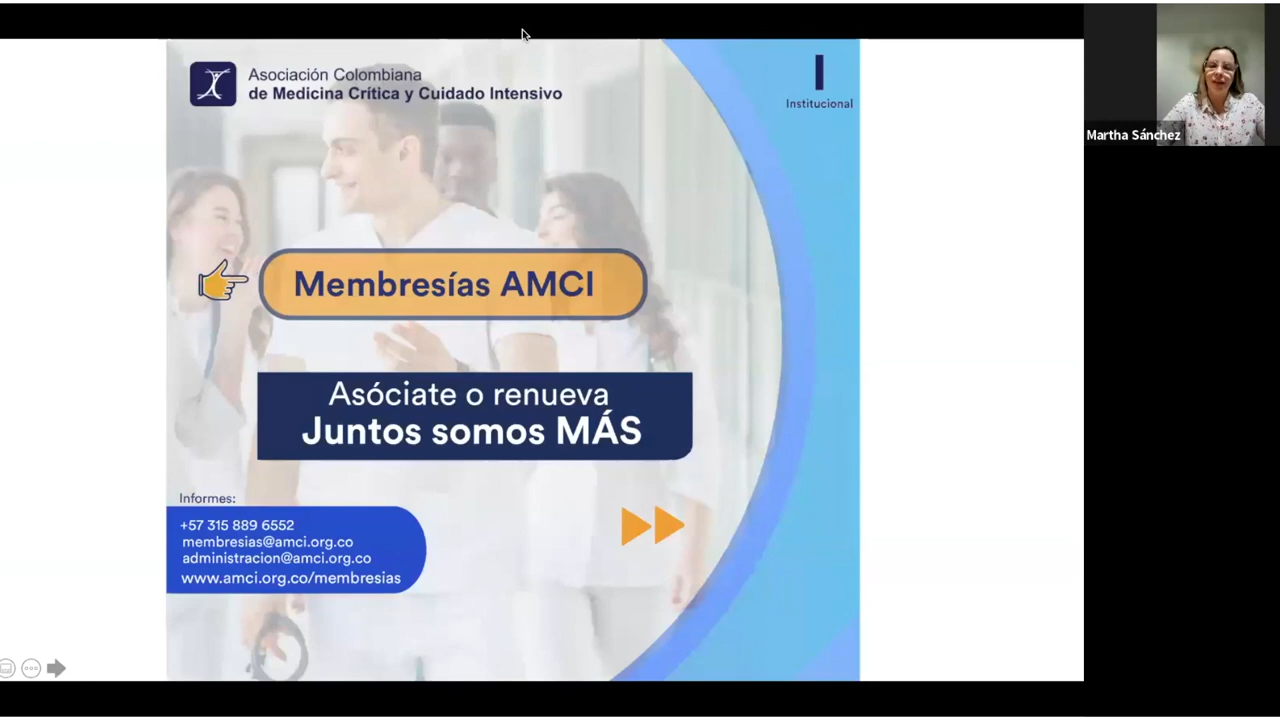 Asociación Colombiana
de Medicina Crítica y Cuidado Intensivo
Institucional
Martha Sánchez
Membresías AMCI
Asóciate o renueva
Juntos somos MÁS
Informes:
+57 315 889 6552
membresias@amci.org.co
administracion@amci.org.co
www.amci.org.co/membresias